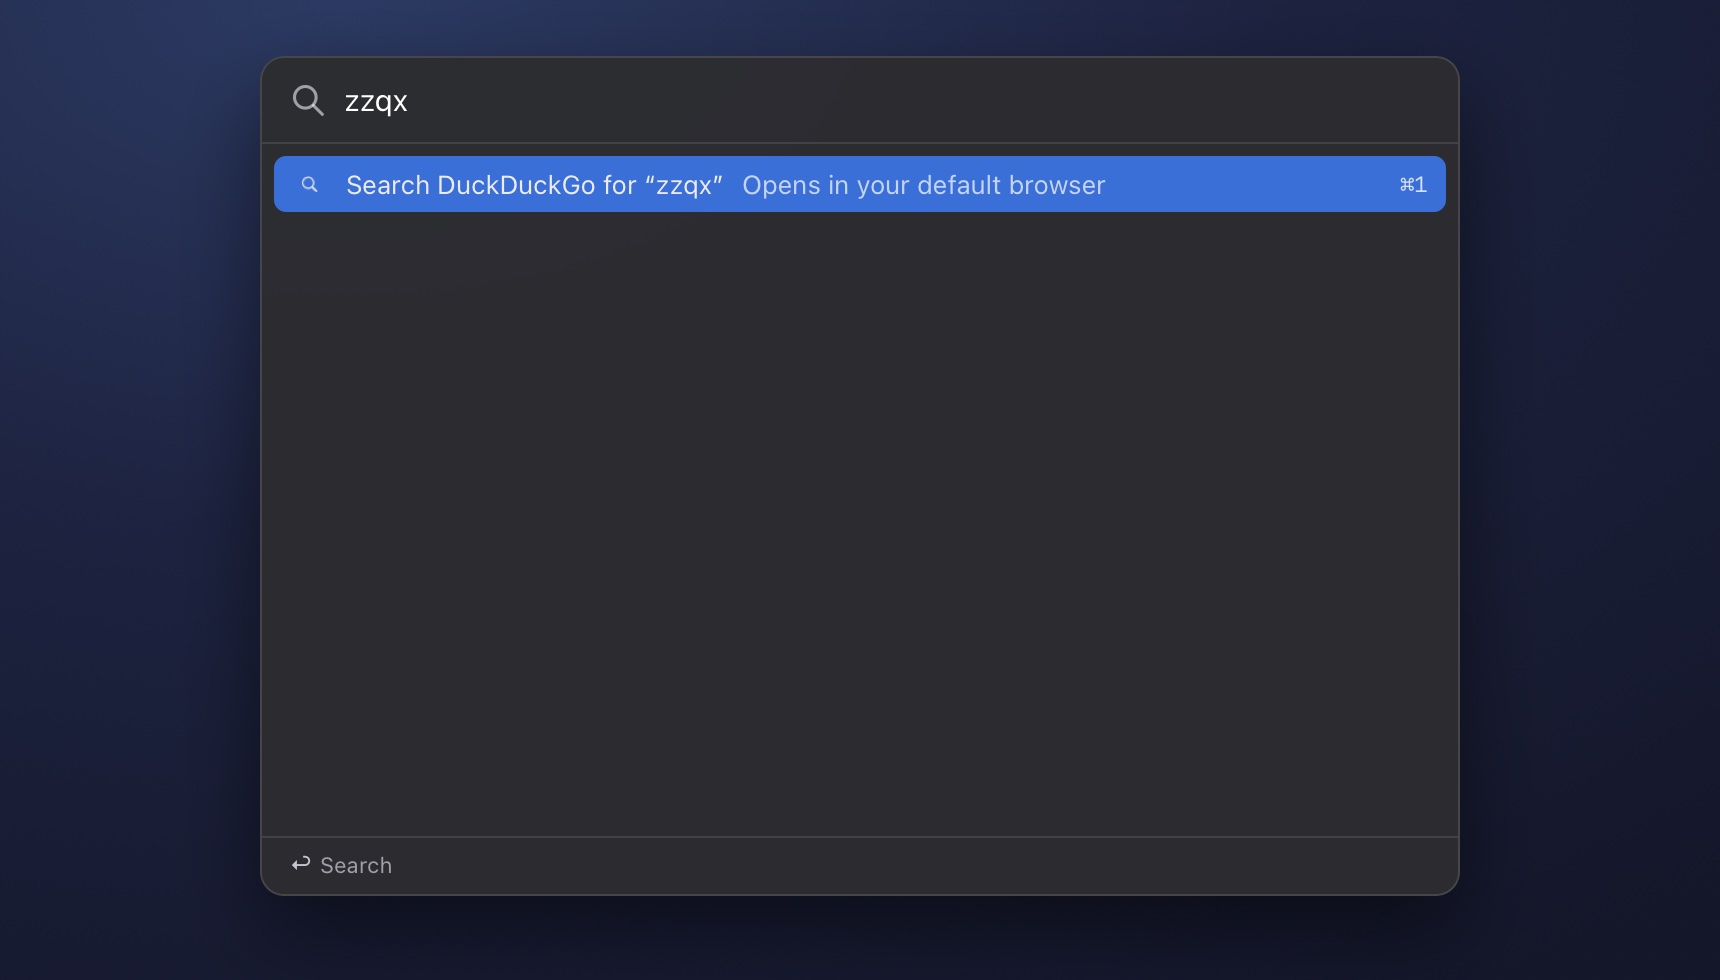 zzqx
Search DuckDuckGo for “zzqx” Opens in your default browser ⌘1
↩ Search